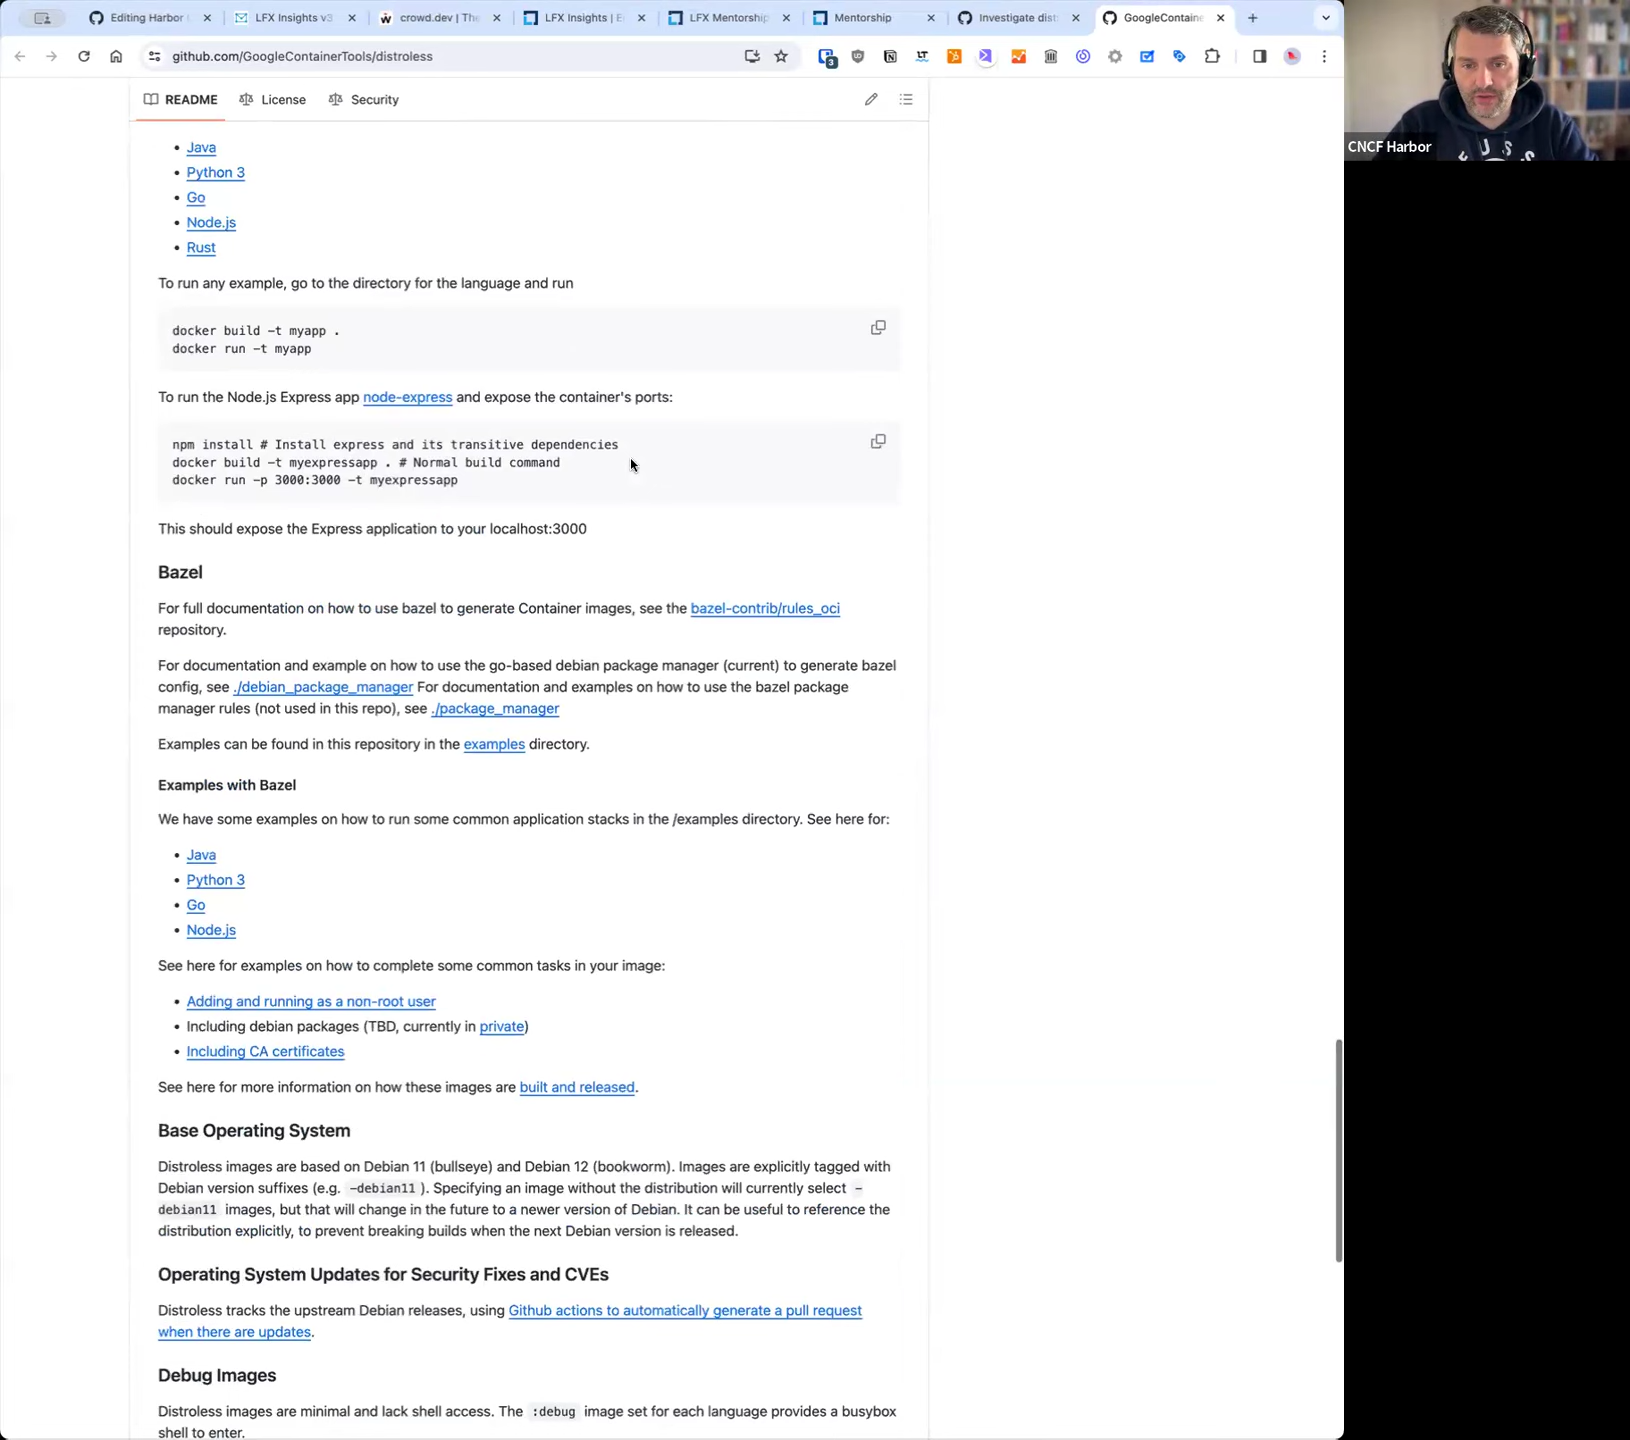 Editing Harbor
LFX Insights v3
crowd.dev | The
LFX Insights | E
LFX Mentorship
Mentorship
Investigate dist
GoogleContaine
github.com/GoogleContainerTools/distroless
README
License
Security
CNCF Harbor
• Java
• Python 3
• Go
• Node.js
• Rust
To run any example, go to the directory for the language and run
docker build -t myapp .
docker run -t myapp
To run the Node.js Express app node-express and expose the container's ports:
npm install # Install express and its transitive dependencies
docker build -t myexpressapp . # Normal build command
docker run -p 3000:3000 -t myexpressapp
This should expose the Express application to your localhost:3000
Bazel
For full documentation on how to use bazel to generate Container images, see the bazel-contrib/rules_oci
repository.
For documentation and example on how to use the go-based debian package manager (current) to generate bazel
config, see ./debian_package_manager For documentation and examples on how to use the bazel package
manager rules (not used in this repo), see ./package_manager
Examples can be found in this repository in the examples directory.
Examples with Bazel
We have some examples on how to run some common application stacks in the /examples directory. See here for:
• Java
• Python 3
• Go
• Node.js
See here for examples on how to complete some common tasks in your image:
• Adding and running as a non-root user
• Including debian packages (TBD, currently in private)
• Including CA certificates
See here for more information on how these images are built and released.
Base Operating System
Distroless images are based on Debian 11 (bullseye) and Debian 12 (bookworm). Images are explicitly tagged with
Debian version suffixes (e.g. -debian11 ). Specifying an image without the distribution will currently select -
debian11 images, but that will change in the future to a newer version of Debian. It can be useful to reference the
distribution explicitly, to prevent breaking builds when the next Debian version is released.
Operating System Updates for Security Fixes and CVEs
Distroless tracks the upstream Debian releases, using Github actions to automatically generate a pull request
when there are updates.
Debug Images
Distroless images are minimal and lack shell access. The :debug image set for each language provides a busybox
shell to enter.